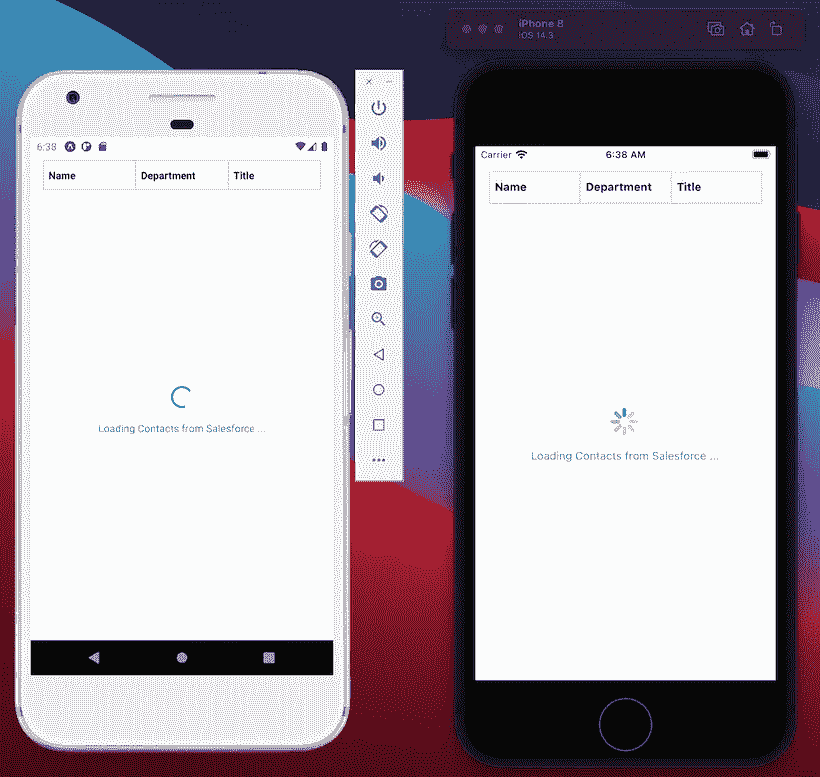 6:38
Name Department Title
Loading Contacts from Salesforce ...
iPhone 8
iOS 14.3
Carrier 6:38 AM
Name Department Title
Loading Contacts from Salesforce ...